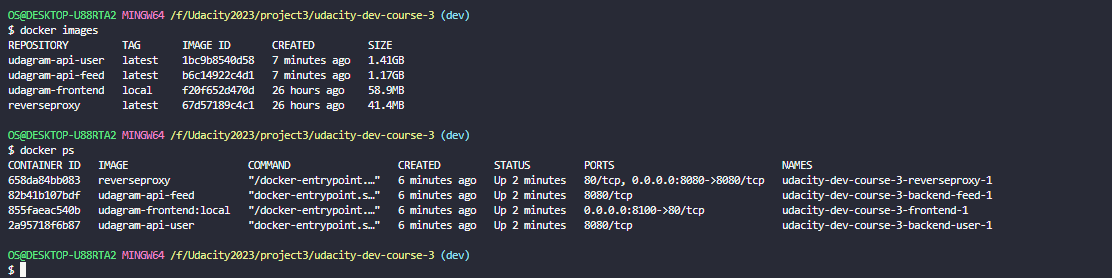 OS@DESKTOP-U88RTA2 MINGW64 /f/Udacity2023/project3/udacity-dev-course-3 (dev)
$ docker images
REPOSITORY TAG IMAGE ID CREATED SIZE
udagram-api-user latest 1bc9b8540d58 7 minutes ago 1.41GB
udagram-api-feed latest b6c14922c4d1 7 minutes ago 1.17GB
udagram-frontend local f20f652d470d 26 hours ago 58.9MB
reverseproxy latest 67d57189c4c1 26 hours ago 41.4MB
OS@DESKTOP-U88RTA2 MINGW64 /f/Udacity2023/project3/udacity-dev-course-3 (dev)
$ docker ps
CONTAINER ID IMAGE COMMAND CREATED STATUS PORTS NAMES
658da84bb083 reverseproxy "/docker-entrypoint.…" 6 minutes ago Up 2 minutes 80/tcp, 0.0.0.0:8080->8080/tcp udacity-dev-course-3-reverseproxy-1
82b41b107bdf udagram-api-feed "docker-entrypoint.s…" 6 minutes ago Up 2 minutes 8080/tcp udacity-dev-course-3-backend-feed-1
855faeac540b udagram-frontend:local "/docker-entrypoint.…" 6 minutes ago Up 2 minutes 0.0.0.0:8100->80/tcp udacity-dev-course-3-frontend-1
2a95718f6b87 udagram-api-user "docker-entrypoint.s…" 6 minutes ago Up 2 minutes 8080/tcp udacity-dev-course-3-backend-user-1
OS@DESKTOP-U88RTA2 MINGW64 /f/Udacity2023/project3/udacity-dev-course-3 (dev)
$